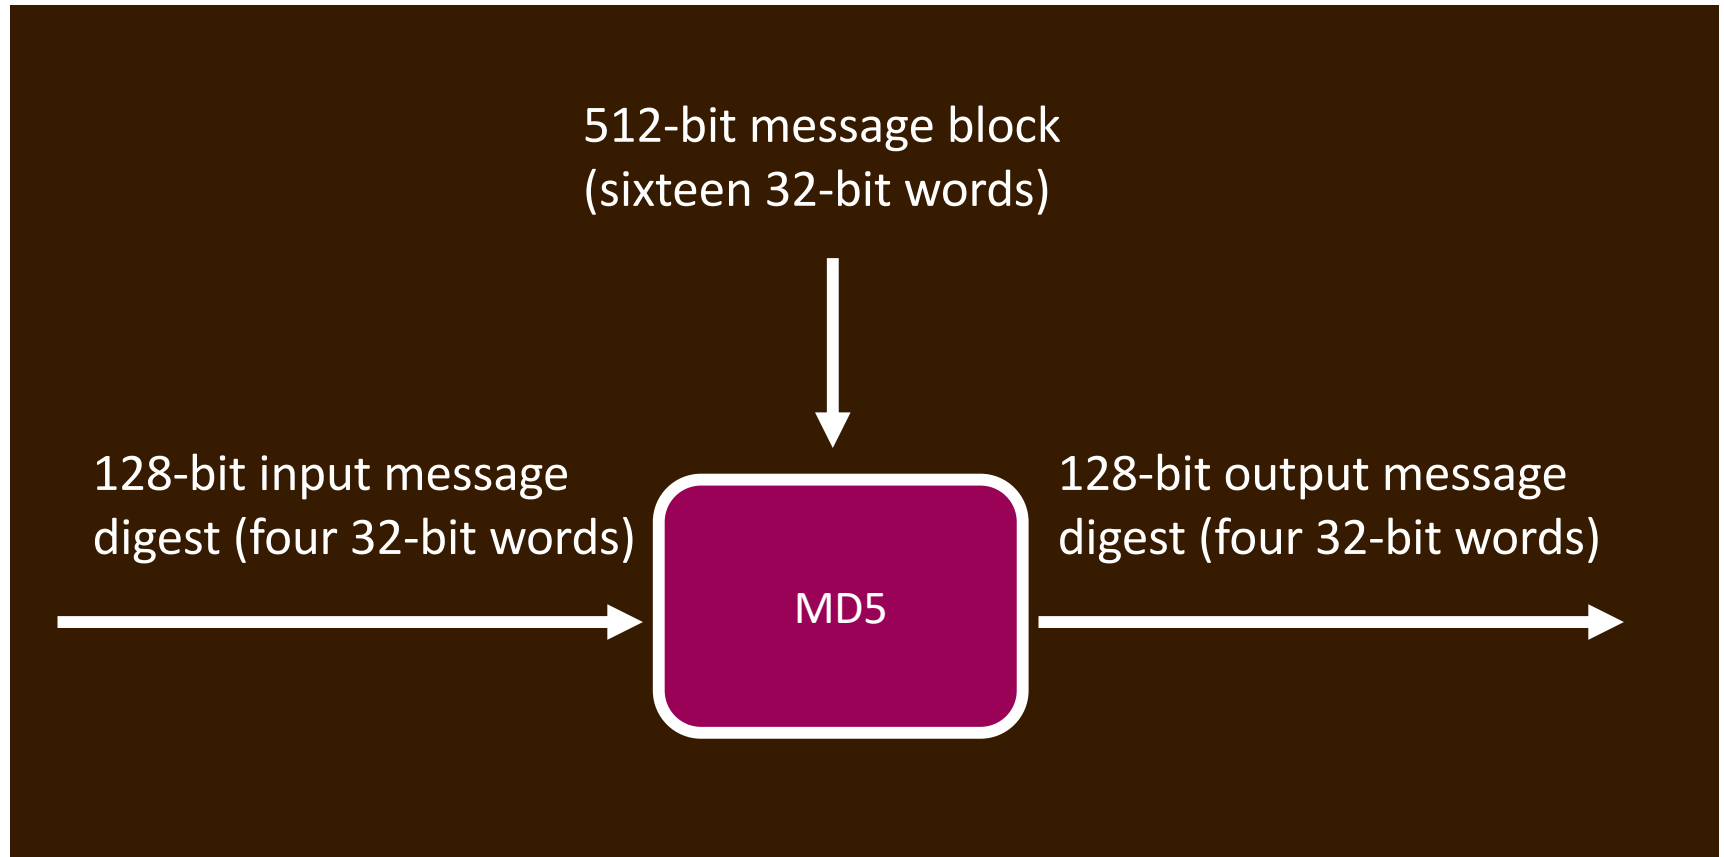 512-bit message block
(sixteen 32-bit words)
128-bit input message
digest (four 32-bit words)
MD5
128-bit output message
digest (four 32-bit words)